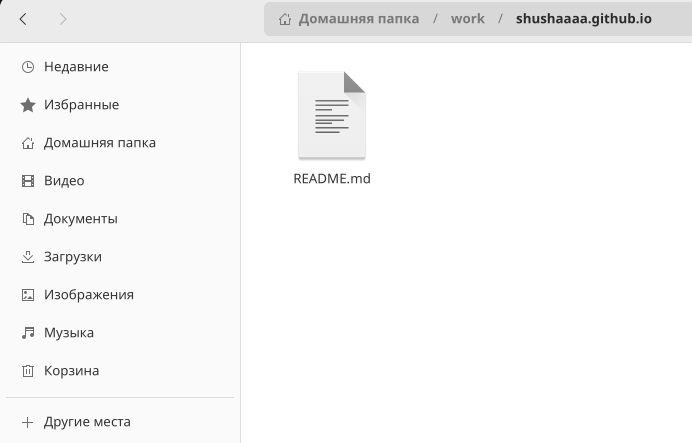 Домашняя папка / work / shushaaaa.github.io
Недавние
Избранные
Домашняя папка
Видео
Документы
Загрузки
Изображения
Музыка
Корзина
Другие места
README.md